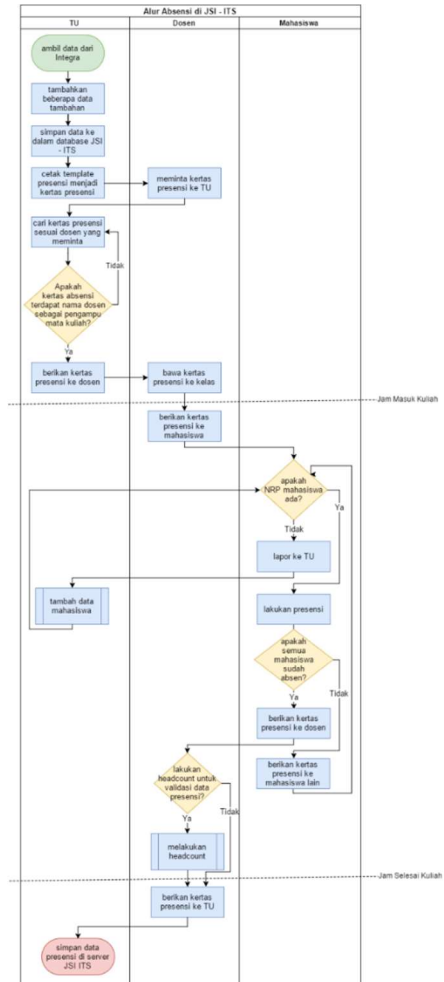 Alur Absensi di JSI - ITS
TU
Dosen
Mahasiswa
ambil data dari
Integra
tambahkan
beberapa data
tambahan
simpan data ke
dalam database JSI
- ITS
cetak template
presensi menjadi
kertas presensi
meminta kertas
presensi ke TU
cari kertas presensi
sesuai dosen yang
meminta
Tidak
Apakah
kertas absensi
terdapat nama dosen
sebagai pengampu
mata kuliah?
Ya
berikan kertas
presensi ke dosen
bawa kertas
presensi ke kelas
Jam Masuk Kuliah
berikan kertas
presensi ke
mahasiswa
apakah
NRP mahasiswa
ada?
Ya
Tidak
lapor ke TU
tambah data
mahasiswa
lakukan presensi
apakah
semua
mahasiswa
sudah
absen?
Ya
Tidak
berikan kertas
presensi ke dosen
berikan kertas
presensi ke
mahasiswa lain
lakukan
headcount untuk
validasi data
presensi?
Ya
Tidak
melakukan
headcount
Jam Selesai Kuliah
berikan kertas
presensi ke TU
simpan data
presensi di server
JSI ITS